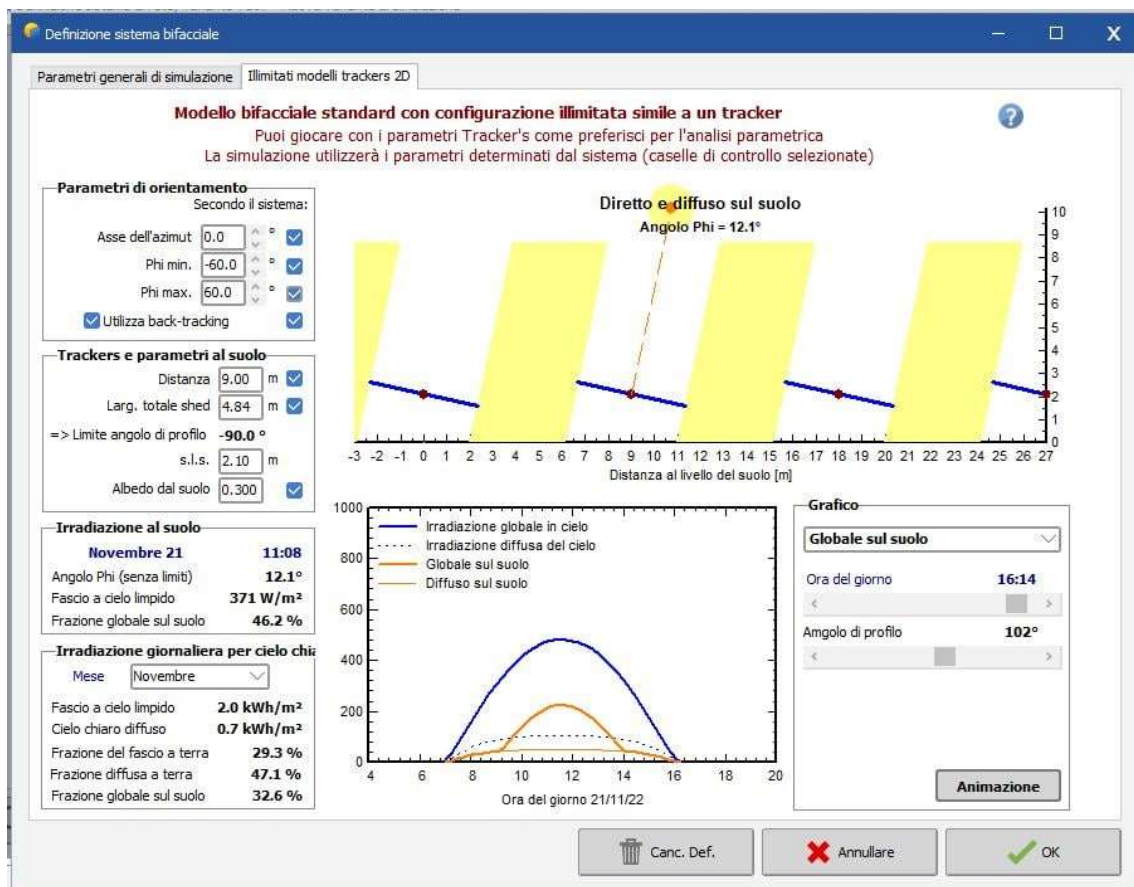 Definizione sistema bifacciale
Parametri generali di simulazione
Illimitati modelli trackers 2D
Modello bifacciale standard con configurazione illimitata simile a un tracker
Puoi giocare con i parametri Tracker's come preferisci per l'analisi parametrica
La simulazione utilizzerà i parametri determinati dal sistema (caselle di controllo selezionate)
Parametri di orientamento
Secondo il sistema:
Asse dell'azimut 0.0 °
Phi min. -60.0 °
Phi max. 60.0 °
Utilizza back-tracking
Trackers e parametri al suolo
Distanza 9.00 m
Larg. totale shed 4.84 m
=> Limite angolo di profilo -90.0 °
s.l.s. 2.10 m
Albedo dal suolo 0.300
Irradiazione al suolo
Novembre 21 11:08
Angolo Phi (senza limiti) 12.1°
Fascio a cielo limpido 371 W/m²
Frazione globale sul suolo 46.2 %
Irradiazione giornaliera per cielo chia
Mese Novembre
Fascio a cielo limpido 2.0 kWh/m²
Cielo chiaro diffuso 0.7 kWh/m²
Frazione del fascio a terra 29.3 %
Frazione diffusa a terra 47.1 %
Frazione globale sul suolo 32.6 %
Diretto e diffuso sul suolo
Angolo Phi = 12.1°
10
9
8
7
6
5
4
3
2
1
0
-3 -2 -1 0 1 2 3 4 5 6 7 8 9 10 11 12 13 14 15 16 17 18 19 20 21 22 23 24 25 26 27
Distanza al livello del suolo [m]
1000
800
600
400
200
0
Irradiazione globale in cielo
Irradiazione diffusa del cielo
Globale sul suolo
Diffuso sul suolo
4 6 8 10 12 14 16 18 20
Ora del giorno 21/11/22
Grafico
Globale sul suolo
Ora del giorno 16:14
Amgolo di profilo 102°
Animazione
Canc. Def.
Annullare
OK